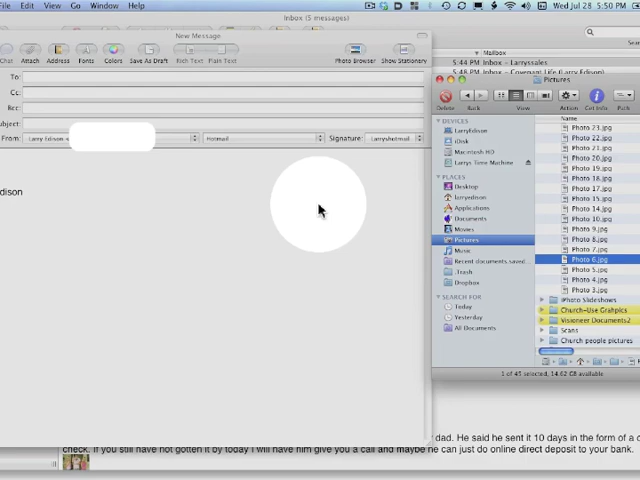 File Edit View Go Window Help
Wed Jul 28 5:50 PM
Inbox (5 messages)
New Message
Chat Attach Address Fonts Colors Save As Draft Rich Text Plain Text Photo Browser Show Stationery
To:
Cc:
Bcc:
Subject:
From: Larry Edison
Hotmail
Signature: Larryshotmail
dison
Mailbox
5:44 PM Inbox – Larryssales
5:48 PM Inbox – Covenant Life (Larry Edison)
Pictures
Delete Back View Action Get Info Path
DEVICES
LarryEdison
iDisk
Macintosh HD
Larrys Time Machine
PLACES
Desktop
larryedison
Applications
Documents
Movies
Pictures
Music
Recent documents.saved...
.Trash
Dropbox
SEARCH FOR
Today
Yesterday
All Documents
Name
Photo 23.jpg
Photo 22.jpg
Photo 21.jpg
Photo 20.jpg
Photo 19.jpg
Photo 18.jpg
Photo 17.jpg
Photo 15.jpg
Photo 14.jpg
Photo 10.jpg
Photo 9.jpg
Photo 8.jpg
Photo 7.jpg
Photo 6.jpg
Photo 5.jpg
Photo 4.jpg
Photo 3.jpg
iPhoto Slideshows
Church-Use Grahpics
Visioneer Documents2
Scans
Church people pictures
1 of 45 selected, 14.62 GB available
dad. He said he sent it 10 days in the form of a c
check. If you still have not gotten it by today I will have him give you a call and maybe he can just do online direct deposit to your bank.